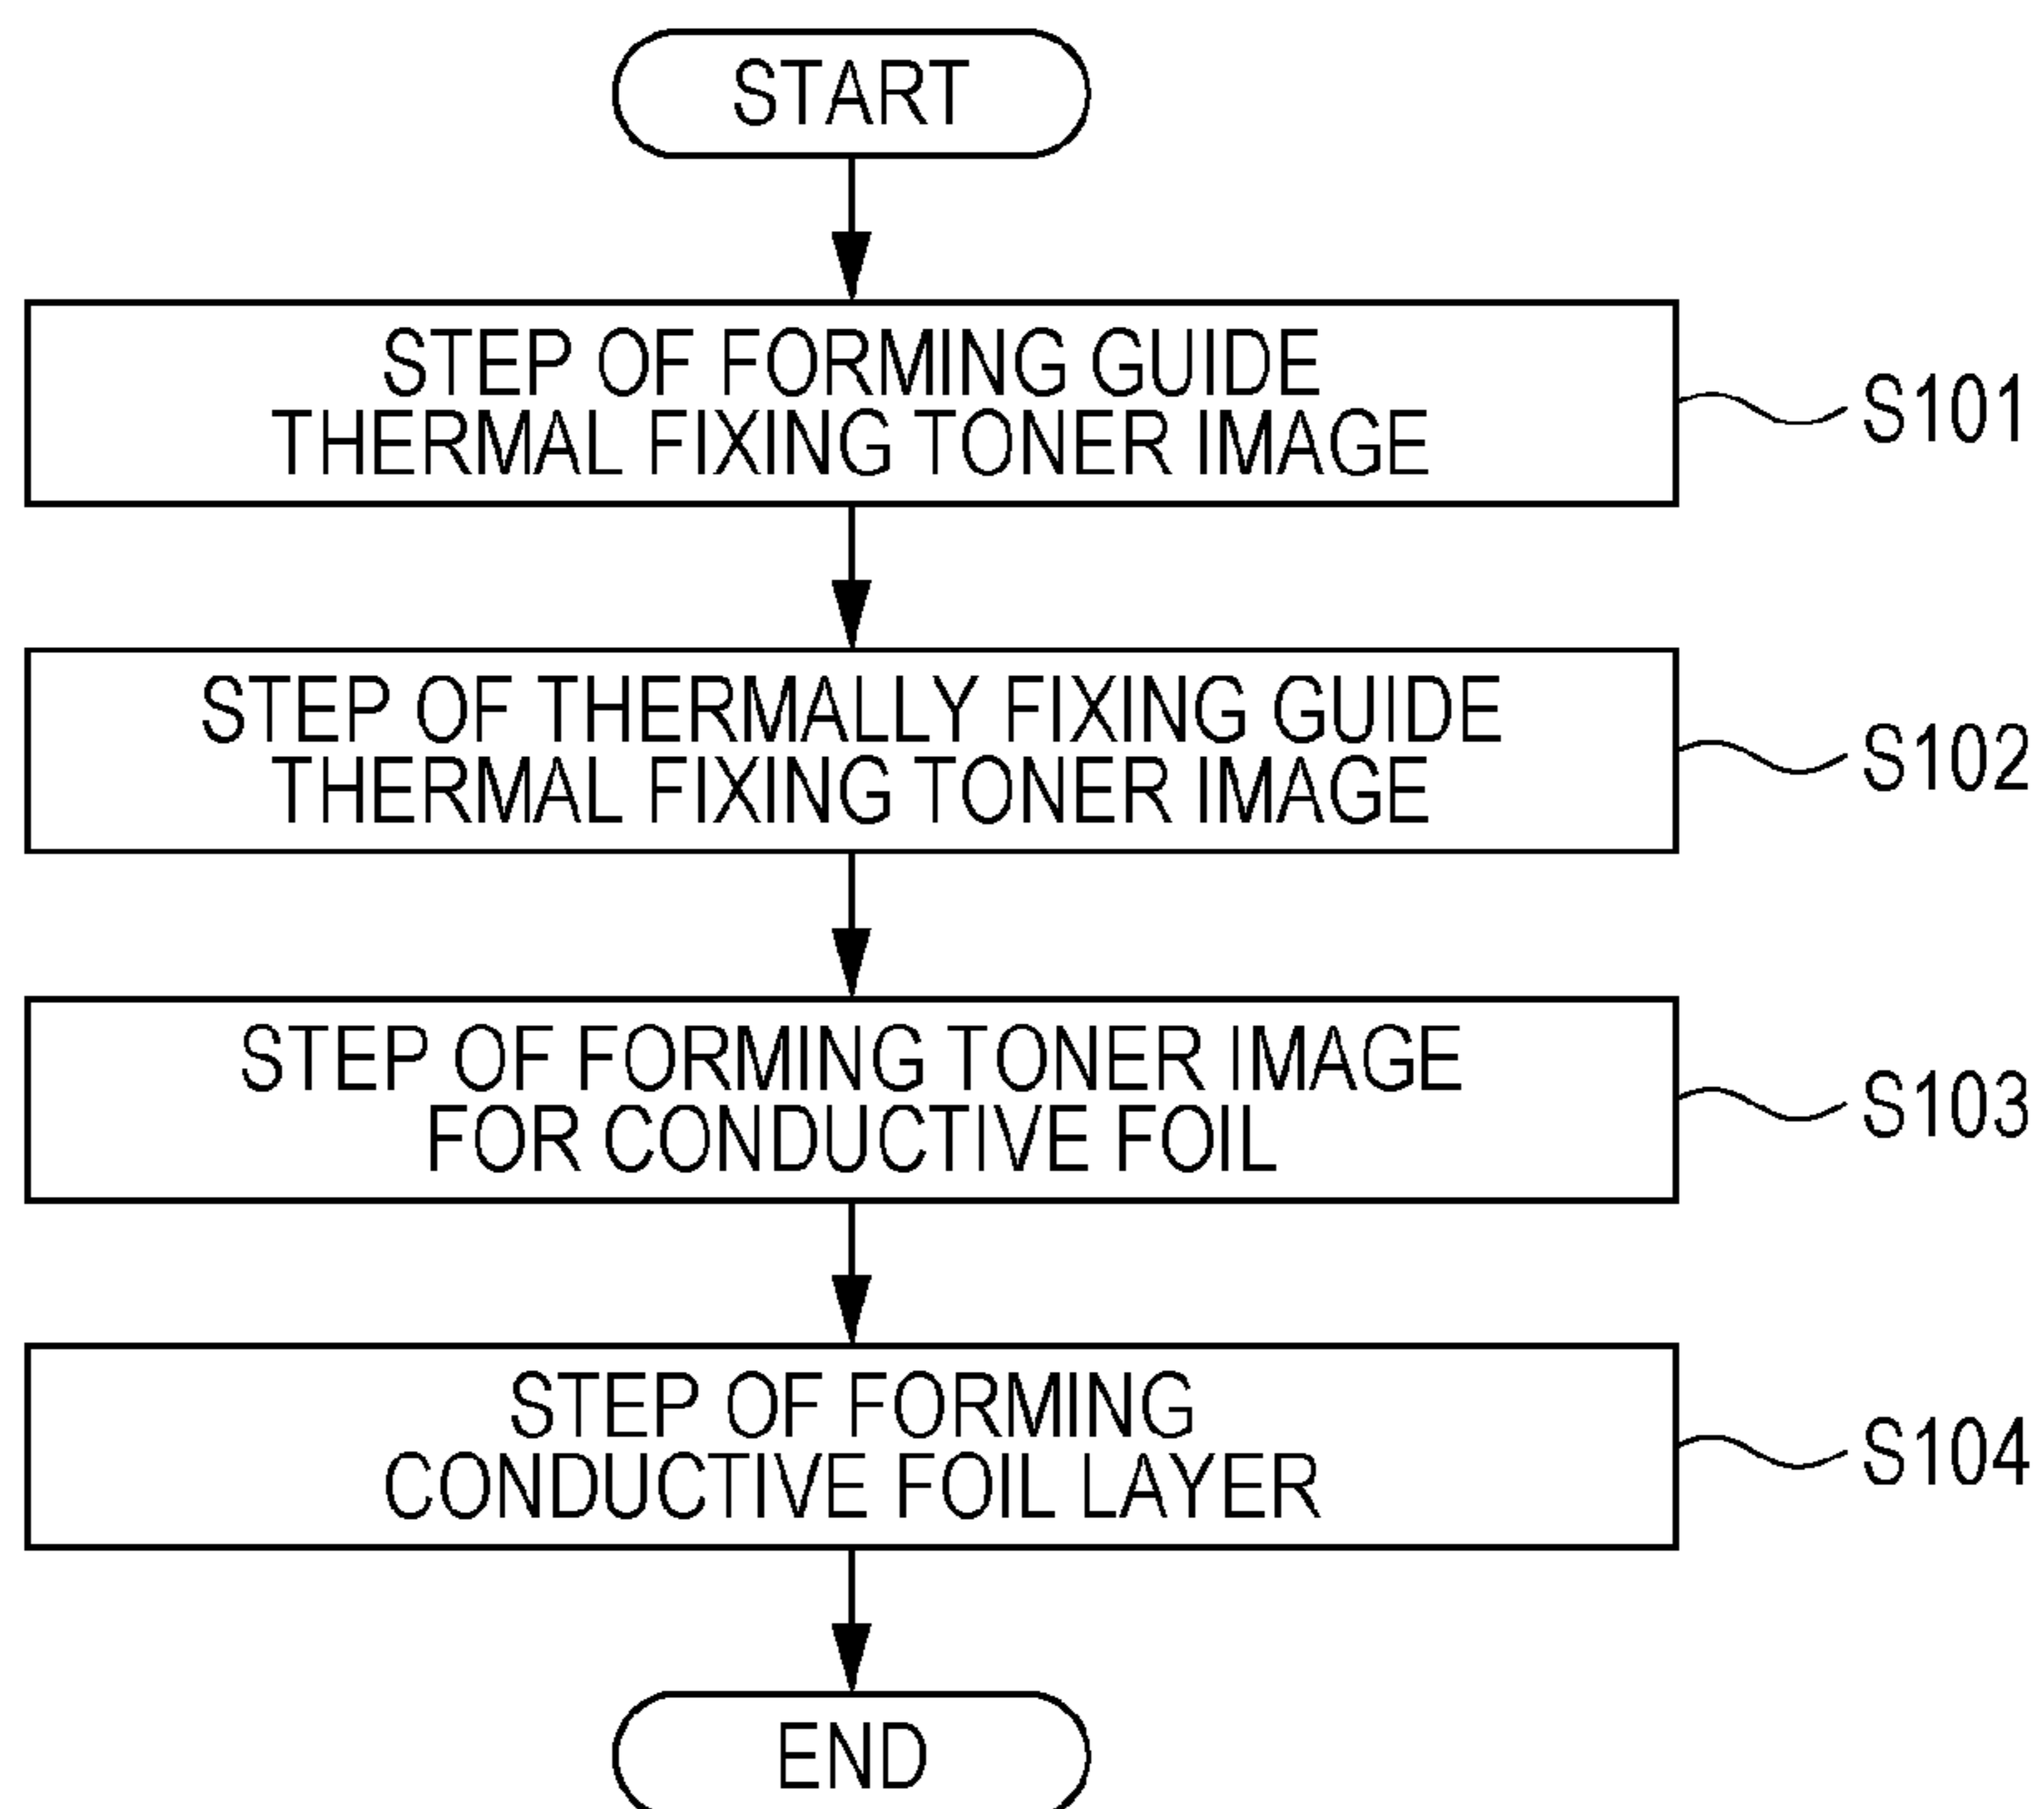 START
STEP OF FORMING GUIDE
THERMAL FIXING TONER IMAGE
S101
STEP OF THERMALLY FIXING GUIDE
THERMAL FIXING TONER IMAGE
S102
STEP OF FORMING TONER IMAGE
FOR CONDUCTIVE FOIL
S103
STEP OF FORMING
CONDUCTIVE FOIL LAYER
S104
END